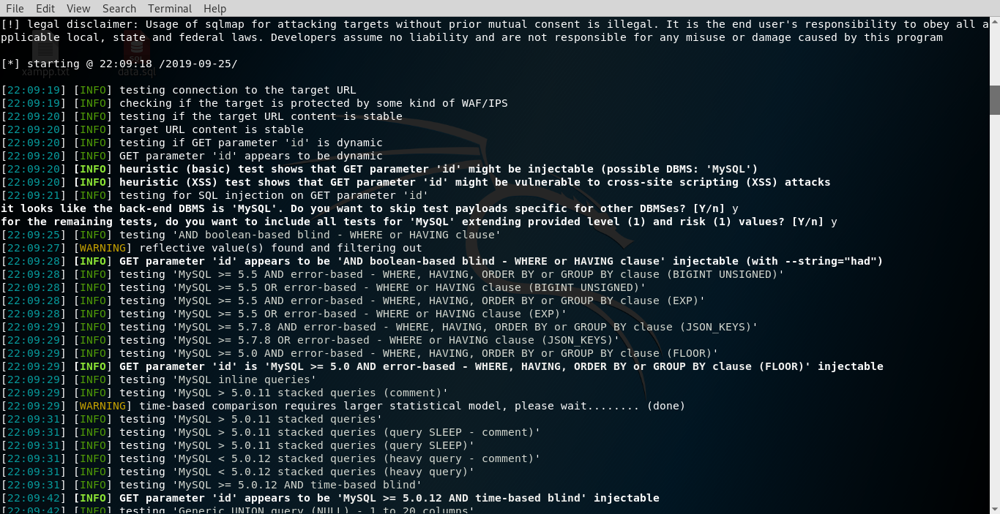 File Edit View Search Terminal Help
[!] legal disclaimer: Usage of sqlmap for attacking targets without prior mutual consent is illegal. It is the end user's responsibility to obey all a
pplicable local, state and federal laws. Developers assume no liability and are not responsible for any misuse or damage caused by this program
SQL
[*] starting @ 22:09:18 /2019-09-25/
xampp.txt data.sql
[22:09:19] [INFO] testing connection to the target URL
[22:09:19] [INFO] checking if the target is protected by some kind of WAF/IPS
[22:09:20] [INFO] testing if the target URL content is stable
[22:09:20] [INFO] target URL content is stable
[22:09:20] [INFO] testing if GET parameter 'id' is dynamic
[22:09:20] [INFO] GET parameter 'id' appears to be dynamic
[22:09:20] [INFO] heuristic (basic) test shows that GET parameter 'id' might be injectable (possible DBMS: 'MySQL')
[22:09:20] [INFO] heuristic (XSS) test shows that GET parameter 'id' might be vulnerable to cross-site scripting (XSS) attacks
[22:09:21] [INFO] testing for SQL injection on GET parameter 'id'
it looks like the back-end DBMS is 'MySQL'. Do you want to skip test payloads specific for other DBMSes? [Y/n] y
for the remaining tests, do you want to include all tests for 'MySQL' extending provided level (1) and risk (1) values? [Y/n] y
[22:09:25] [INFO] testing 'AND boolean-based blind - WHERE or HAVING clause'
[22:09:27] [WARNING] reflective value(s) found and filtering out
[22:09:28] [INFO] GET parameter 'id' appears to be 'AND boolean-based blind - WHERE or HAVING clause' injectable (with --string="had")
[22:09:28] [INFO] testing 'MySQL >= 5.5 AND error-based - WHERE, HAVING, ORDER BY or GROUP BY clause (BIGINT UNSIGNED)'
[22:09:28] [INFO] testing 'MySQL >= 5.5 OR error-based - WHERE or HAVING clause (BIGINT UNSIGNED)'
[22:09:28] [INFO] testing 'MySQL >= 5.5 AND error-based - WHERE, HAVING, ORDER BY or GROUP BY clause (EXP)'
[22:09:28] [INFO] testing 'MySQL >= 5.5 OR error-based - WHERE or HAVING clause (EXP)'
[22:09:28] [INFO] testing 'MySQL >= 5.7.8 AND error-based - WHERE, HAVING, ORDER BY or GROUP BY clause (JSON_KEYS)'
[22:09:29] [INFO] testing 'MySQL >= 5.7.8 OR error-based - WHERE or HAVING clause (JSON_KEYS)'
[22:09:29] [INFO] testing 'MySQL >= 5.0 AND error-based - WHERE, HAVING, ORDER BY or GROUP BY clause (FLOOR)'
[22:09:29] [INFO] GET parameter 'id' is 'MySQL >= 5.0 AND error-based - WHERE, HAVING, ORDER BY or GROUP BY clause (FLOOR)' injectable
[22:09:29] [INFO] testing 'MySQL inline queries'
[22:09:29] [INFO] testing 'MySQL > 5.0.11 stacked queries (comment)'
[22:09:29] [WARNING] time-based comparison requires larger statistical model, please wait........ (done)
[22:09:31] [INFO] testing 'MySQL > 5.0.11 stacked queries'
[22:09:31] [INFO] testing 'MySQL > 5.0.11 stacked queries (query SLEEP - comment)'
[22:09:31] [INFO] testing 'MySQL > 5.0.11 stacked queries (query SLEEP)'
[22:09:31] [INFO] testing 'MySQL < 5.0.12 stacked queries (heavy query - comment)'
[22:09:31] [INFO] testing 'MySQL < 5.0.12 stacked queries (heavy query)'
[22:09:31] [INFO] testing 'MySQL >= 5.0.12 AND time-based blind'
[22:09:42] [INFO] GET parameter 'id' appears to be 'MySQL >= 5.0.12 AND time-based blind' injectable
[22:09:42] [INFO] testing 'Generic UNION query (NULL) - 1 to 20 columns'